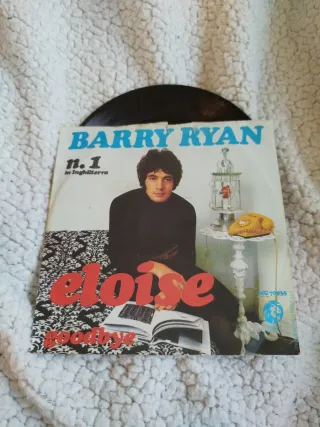 BARRY RYAN
n. 1
in Inghilterra
eloise
goodbye